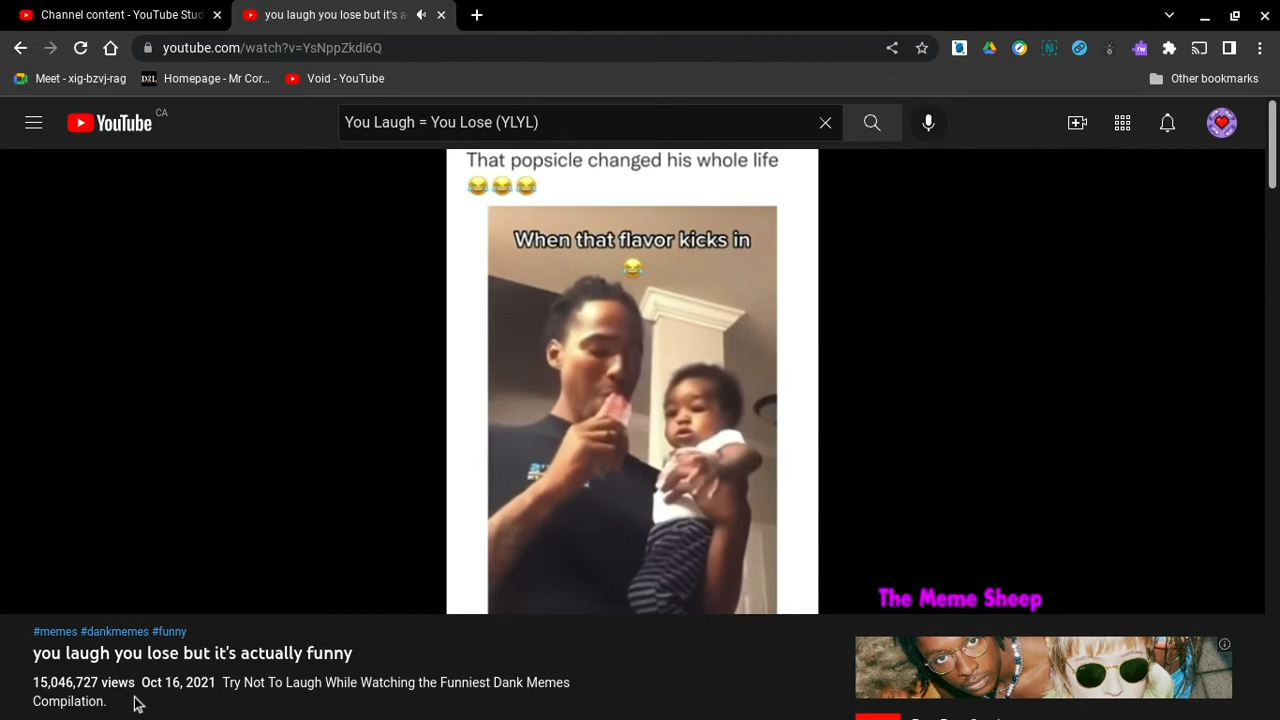 Channel content - YouTube Stud
you laugh you lose but it's a
youtube.com/watch?v=YsNppZkdi6Q
Meet - xig-bzvj-rag
Homepage - Mr Cor...
Void - YouTube
Other bookmarks
YouTube CA
You Laugh = You Lose (YLYL)
That popsicle changed his whole life
😂😂😂
When that flavor kicks in
😂
The Meme Sheep
#memes #dankmemes #funny
you laugh you lose but it's actually funny
15,046,727 views Oct 16, 2021 Try Not To Laugh While Watching the Funniest Dank Memes
Compilation.